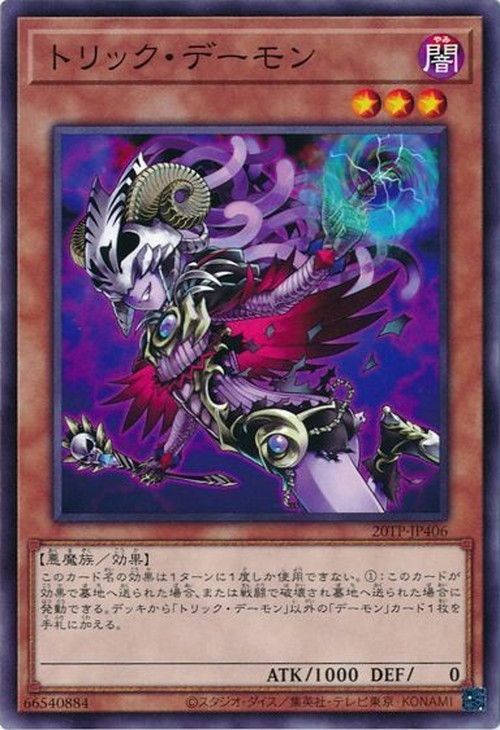 トリック・デーモン
闇
やみ
20TP-JP406
【悪魔族/効果】
このカード名の効果は1ターンに1度しか使用できない。①:このカードが
効果で墓地へ送られた場合、または戦闘で破壊され墓地へ送られた場合に
発動できる。デッキから「トリック・デーモン」以外の「デーモン」カード1枚を
手札に加える。
ATK/1000 DEF/ 0
66540884 ©スタジオ・ダイス/集英社・テレビ東京・KONAMI